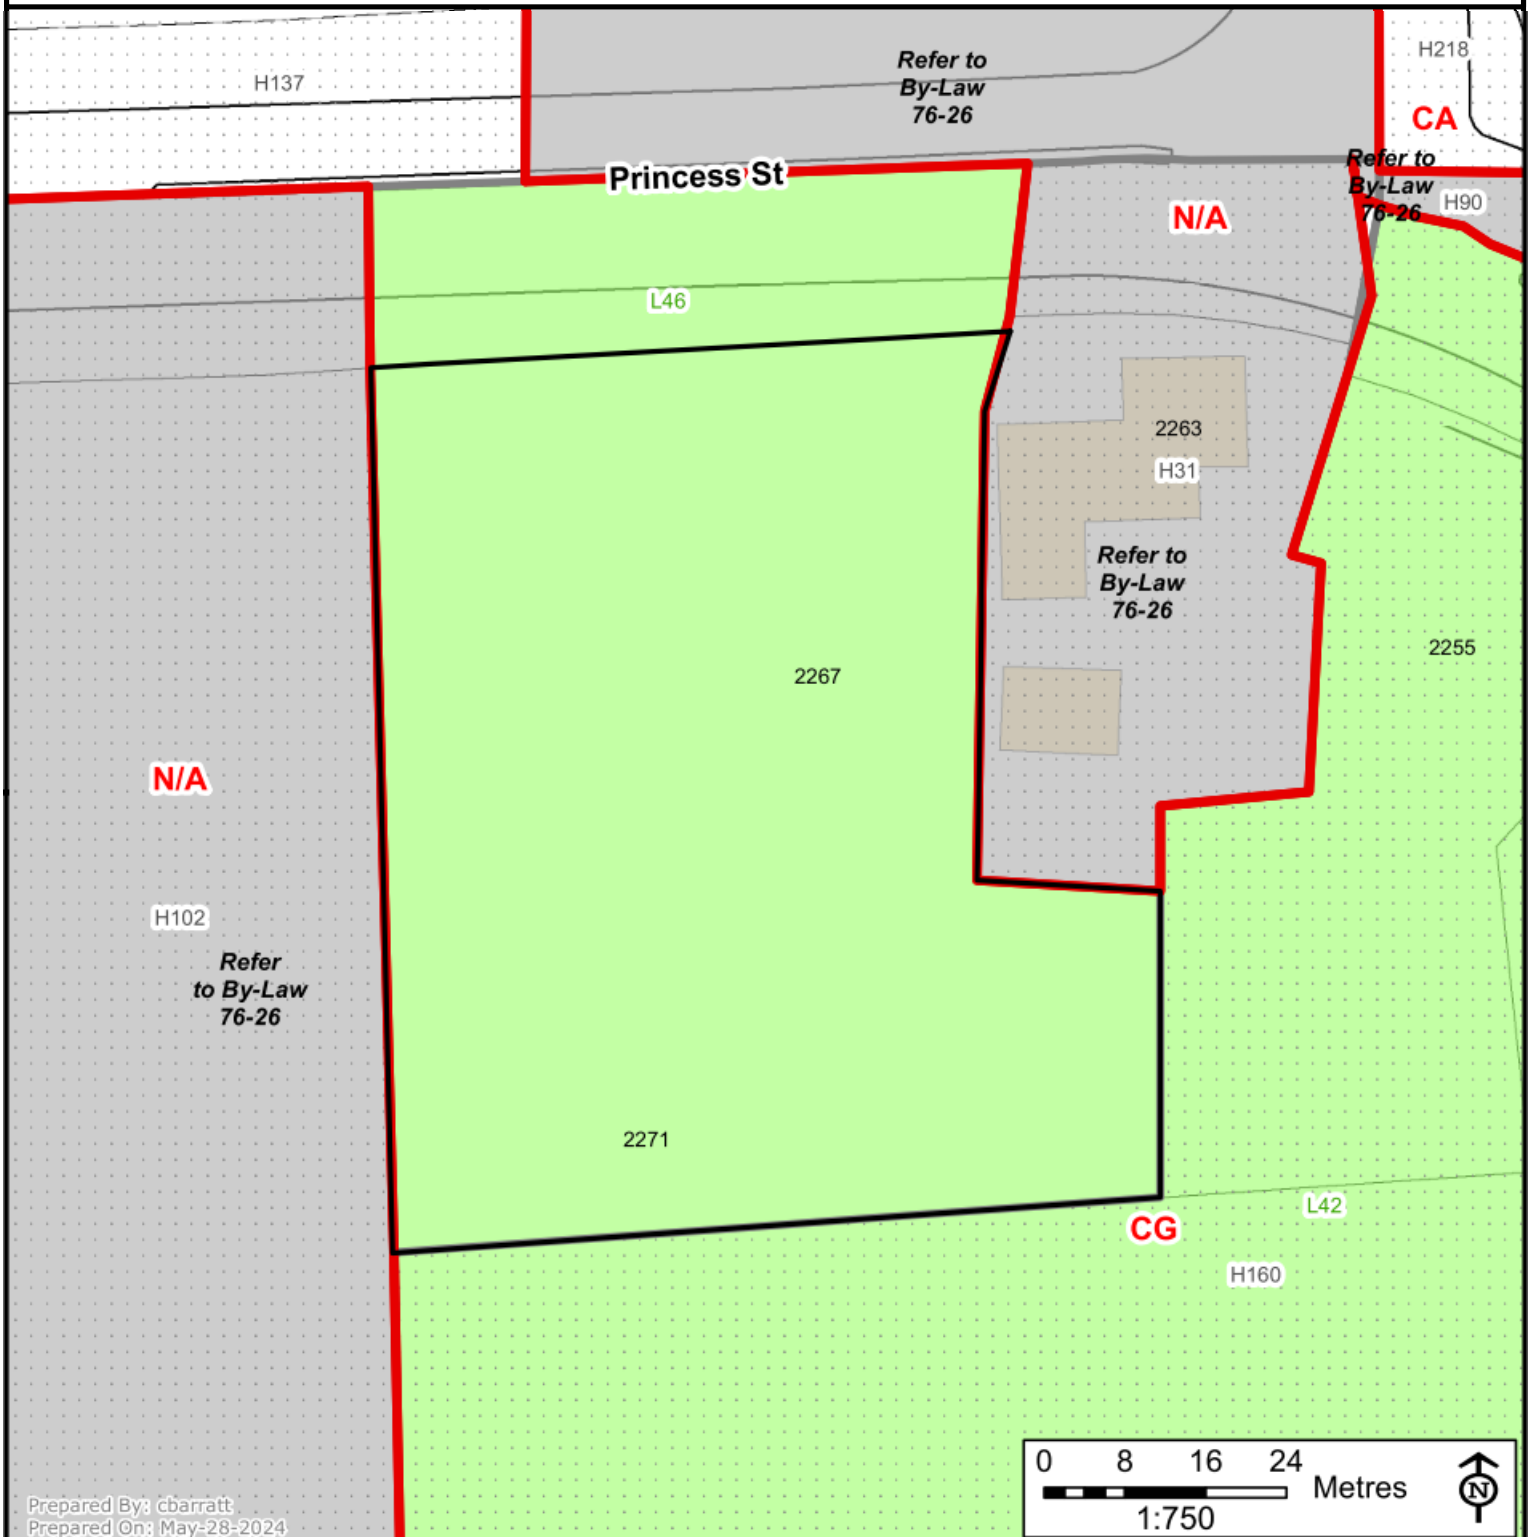 H137
Refer to
By-Law
76-26
H218
CA
Princess St
Refer to
By-Law
76-26
H90
N/A
L46
2263
H31
Refer to
By-Law
76-26
2255
2267
N/A
H102
Refer
to By-Law
76-26
2271
CG
L42
H160
0 8 16 24
Metres
1:750
N
Prepared By: cbarratt
Prepared On: May-28-2024